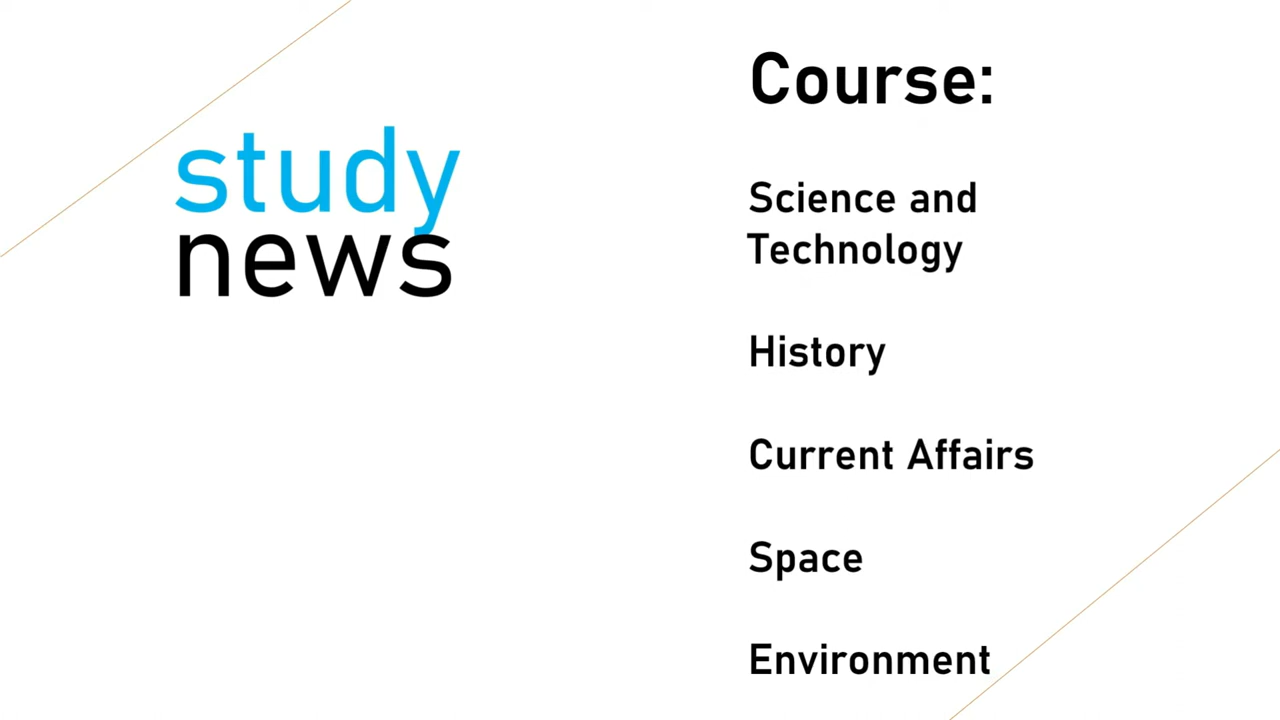 study
news
Course:
Science and
Technology
History
Current Affairs
Space
Environment